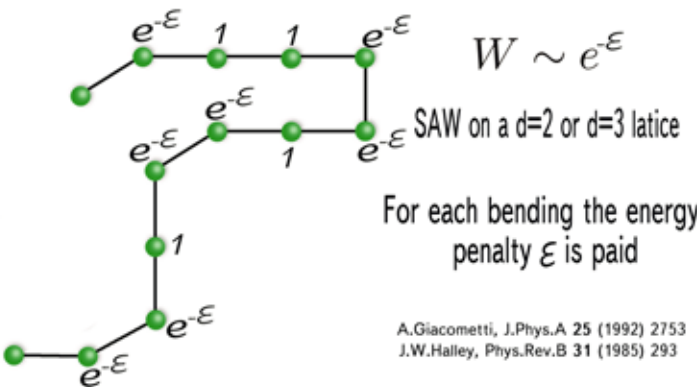 e^-ε 1 1 e^-ε
W ~ e^-ε
e^-ε 1 e^-ε
SAW on a d=2 or d=3 latice
e^-ε
For each bending the energy
penalty ε is paid
1
e^-ε
e^-ε
A.Giacometti, J.Phys.A 25 (1992) 2753
J.W.Halley, Phys.Rev.B 31 (1985) 293